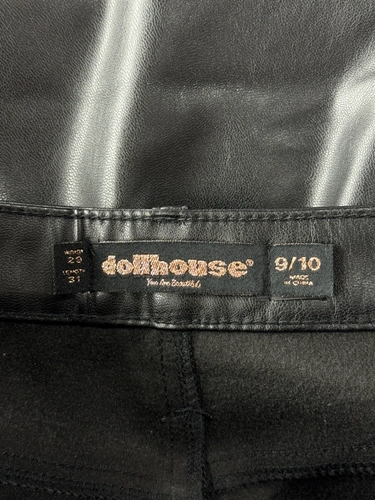 WAIST
29
LENGTH
31
dollhouse®
You Are Beautiful
9/10
MADE
IN CHINA